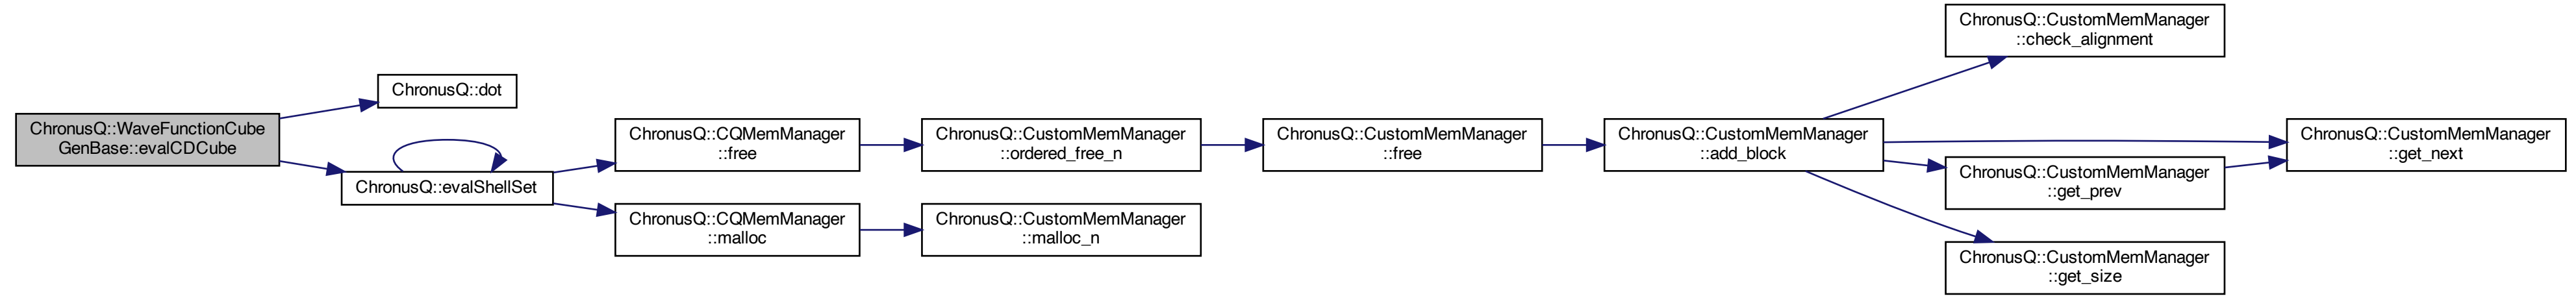 ChronusQ::WaveFunctionCube
GenBase::evalCDCube
ChronusQ::dot
ChronusQ::evalShellSet
ChronusQ::CQMemManager
::free
ChronusQ::CQMemManager
::malloc
ChronusQ::CustomMemManager
::ordered_free_n
ChronusQ::CustomMemManager
::malloc_n
ChronusQ::CustomMemManager
::free
ChronusQ::CustomMemManager
::add_block
ChronusQ::CustomMemManager
::check_alignment
ChronusQ::CustomMemManager
::get_prev
ChronusQ::CustomMemManager
::get_size
ChronusQ::CustomMemManager
::get_next